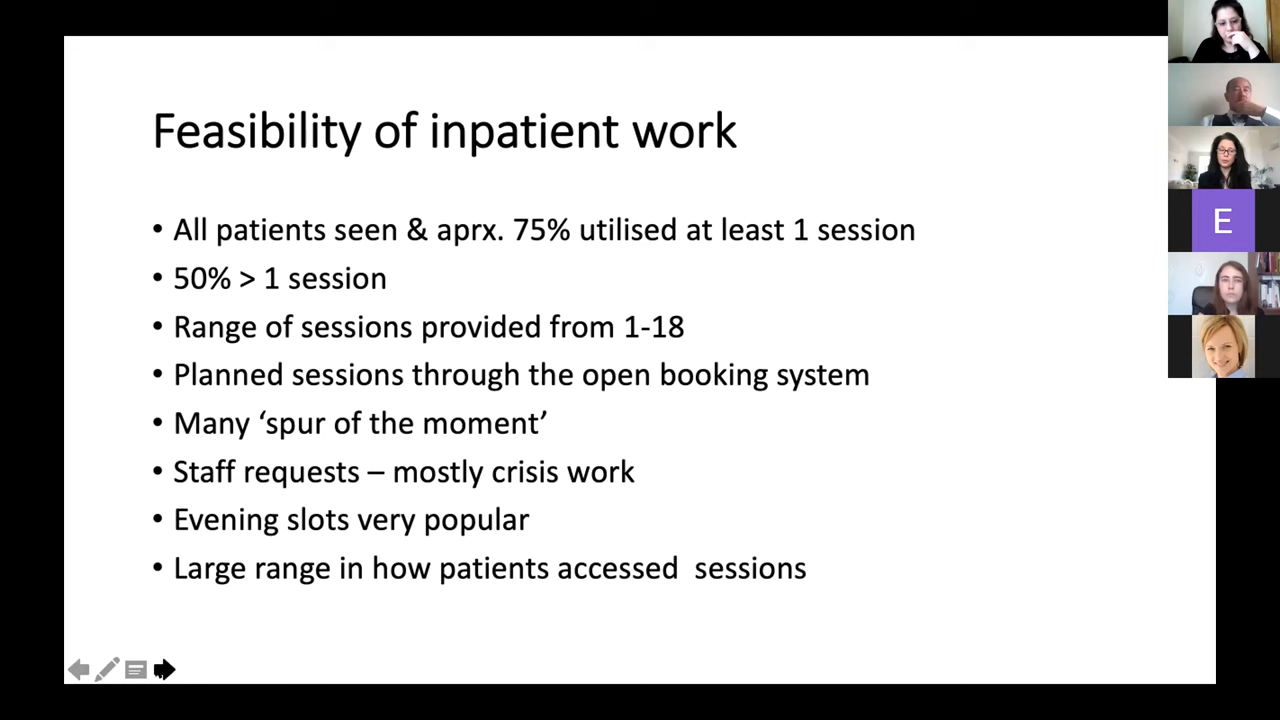 Feasibility of inpatient work
• All patients seen & aprx. 75% utilised at least 1 session
• 50% > 1 session
• Range of sessions provided from 1-18
• Planned sessions through the open booking system
• Many ‘spur of the moment’
• Staff requests – mostly crisis work
• Evening slots very popular
• Large range in how patients accessed  sessions
E